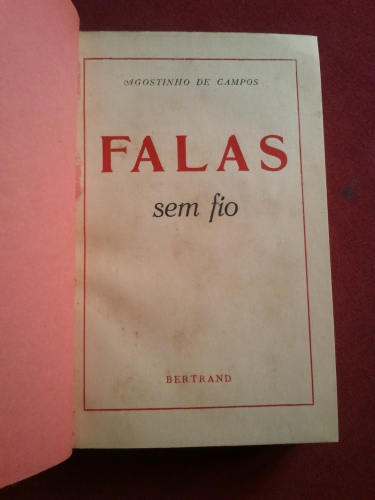 AGOSTINHO DE CAMPOS
FALAS
sem fio
BERTRAND